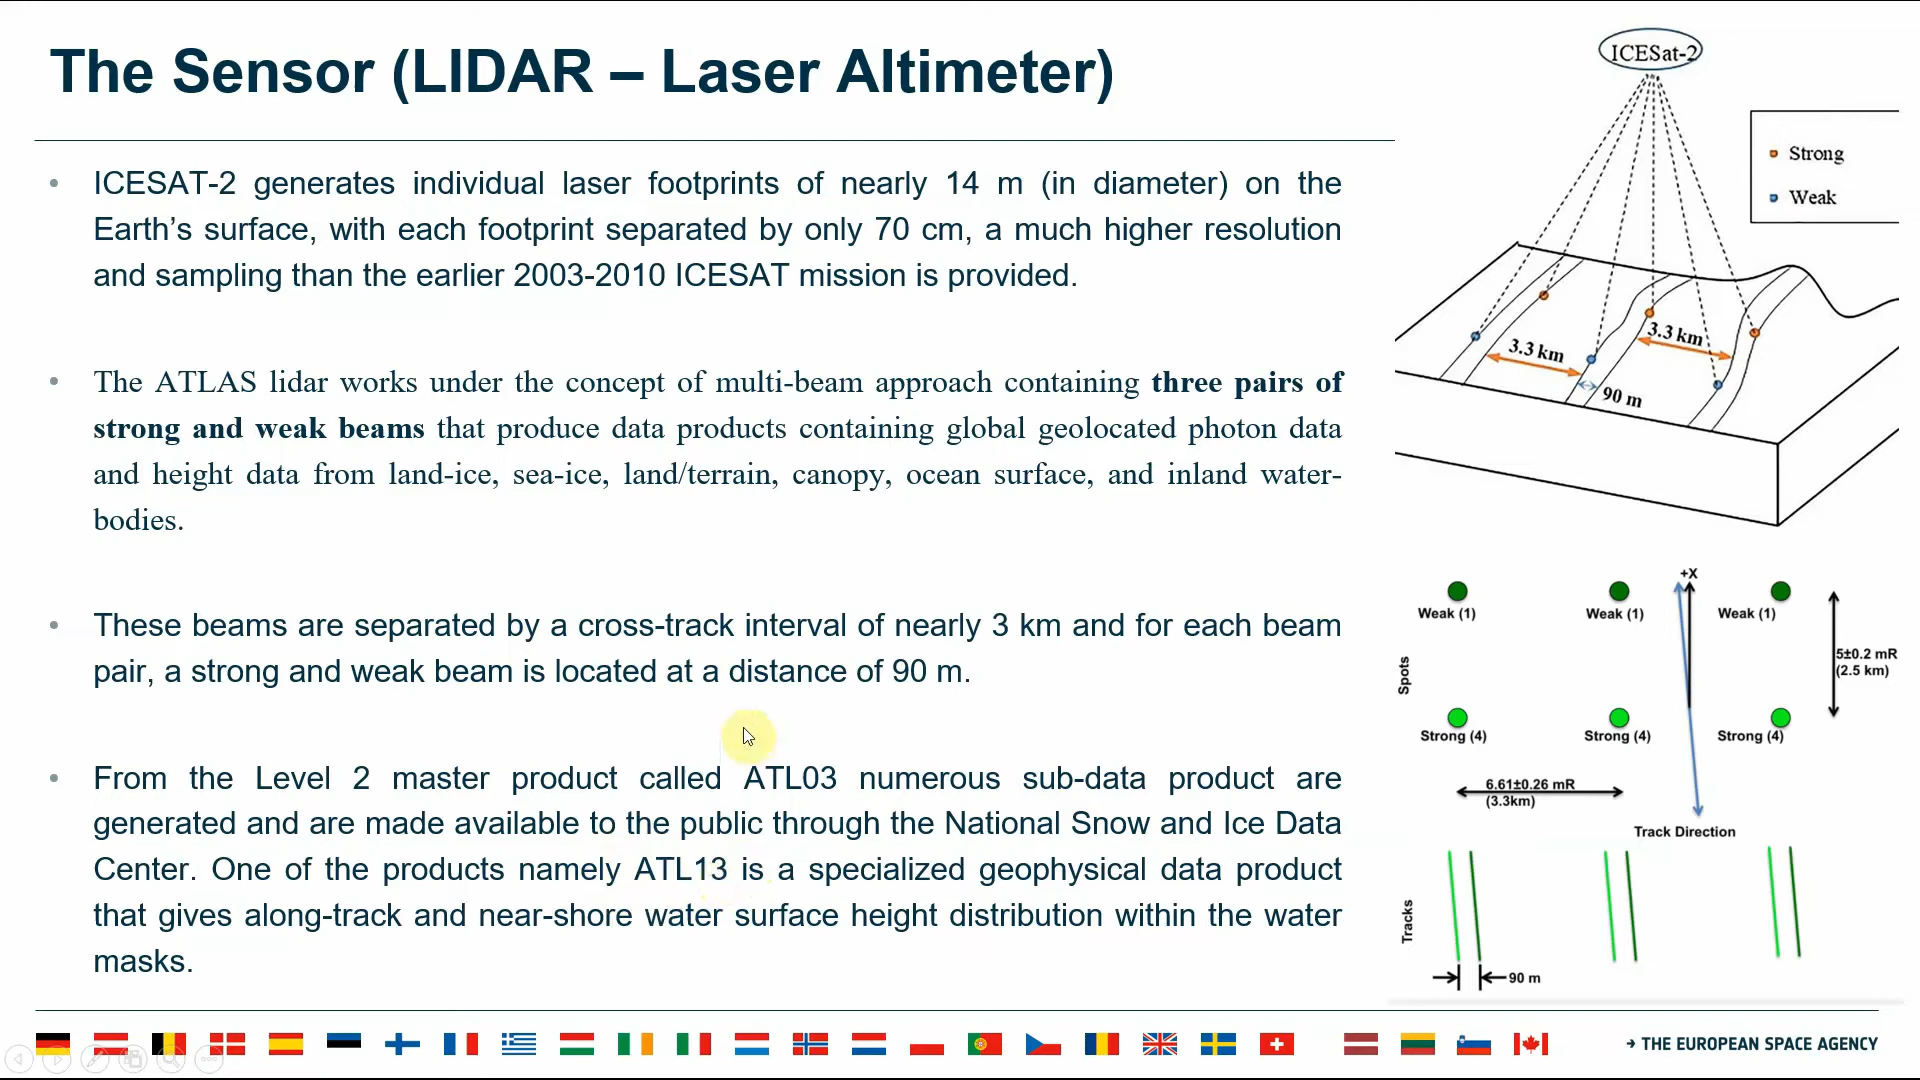 The Sensor (LIDAR – Laser Altimeter)
• ICESAT-2 generates individual laser footprints of nearly 14 m (in diameter) on the
Earth’s surface, with each footprint separated by only 70 cm, a much higher resolution
and sampling than the earlier 2003-2010 ICESAT mission is provided.
• The ATLAS lidar works under the concept of multi-beam approach containing three pairs of
strong and weak beams that produce data products containing global geolocated photon data
and height data from land-ice, sea-ice, land/terrain, canopy, ocean surface, and inland water-
bodies.
• These beams are separated by a cross-track interval of nearly 3 km and for each beam
pair, a strong and weak beam is located at a distance of 90 m.
• From the Level 2 master product called ATL03 numerous sub-data product are
generated and are made available to the public through the National Snow and Ice Data
Center. One of the products namely ATL13 is a specialized geophysical data product
that gives along-track and near-shore water surface height distribution within the water
masks.
ICESat-2
Strong
Weak
3.3 km
3.3 km
90 m
+X
Weak (1)
Weak (1)
Weak (1)
Spots
5±0.2 mR
(2.5 km)
Strong (4)
Strong (4)
Strong (4)
6.61±0.26 mR
(3.3km)
Track Direction
Tracks
90 m
→ THE EUROPEAN SPACE AGENCY